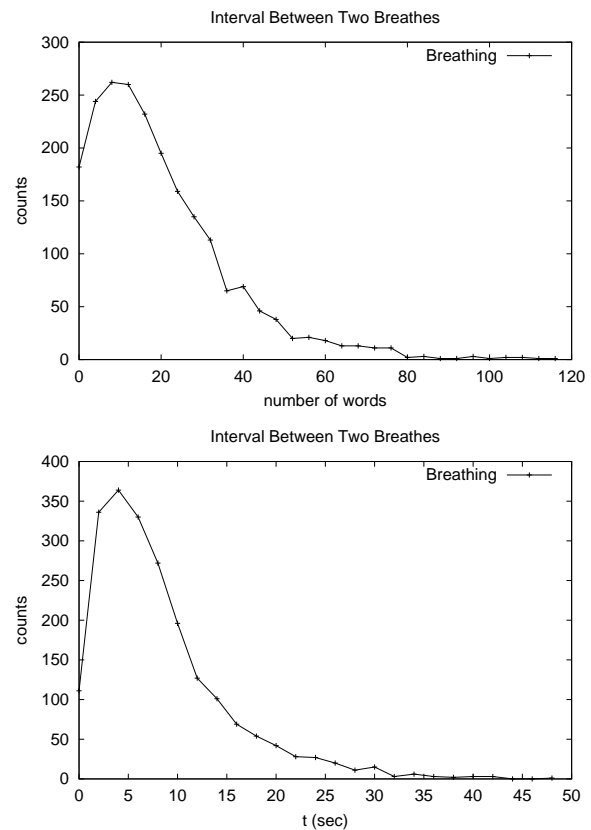 Interval Between Two Breathes
300
Breathing
250
200
150
100
50
0
counts
0 20 40 60 80 100 120
number of words
Interval Between Two Breathes
400
Breathing
350
300
250
200
150
100
50
0
counts
0 5 10 15 20 25 30 35 40 45 50
t (sec)